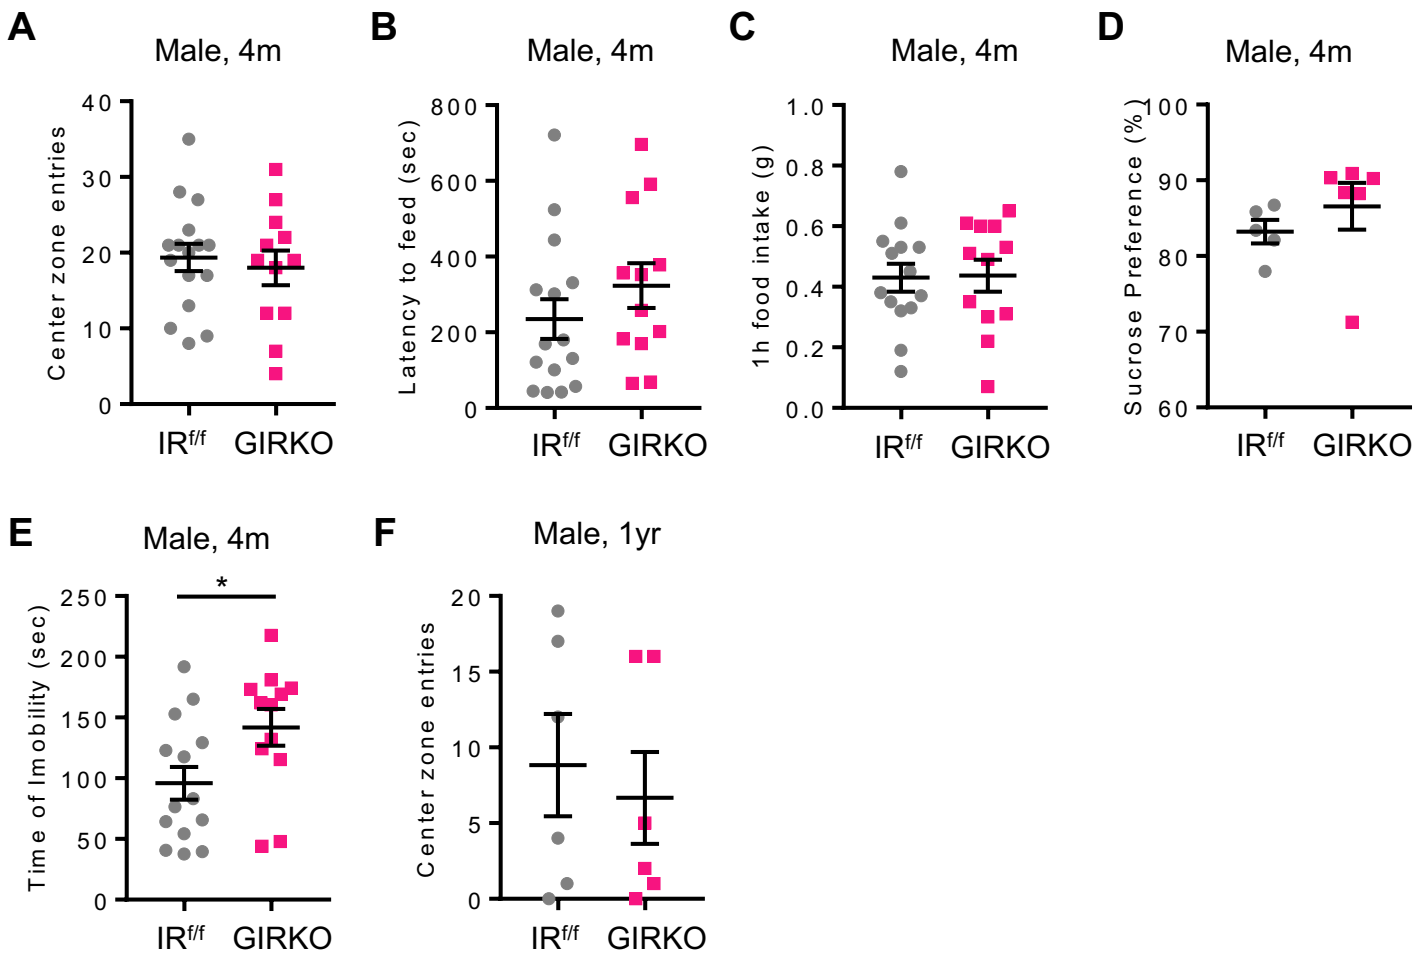 A
Male, 4m
Center zone entries
40
30
20
10
0
IRf/f GIRKO
B
Male, 4m
Latency to feed (sec)
800
600
400
200
0
IRf/f GIRKO
C
Male, 4m
1h food intake (g)
1.0
0.8
0.6
0.4
0.2
0.0
IRf/f GIRKO
D
Male, 4m
Sucrose Preference (%)
100
90
80
70
60
IRf/f GIRKO
E
Male, 4m
*
Time of Imobility (sec)
250
200
150
100
50
0
IRf/f GIRKO
F
Male, 1yr
Center zone entries
20
15
10
5
0
IRf/f GIRKO